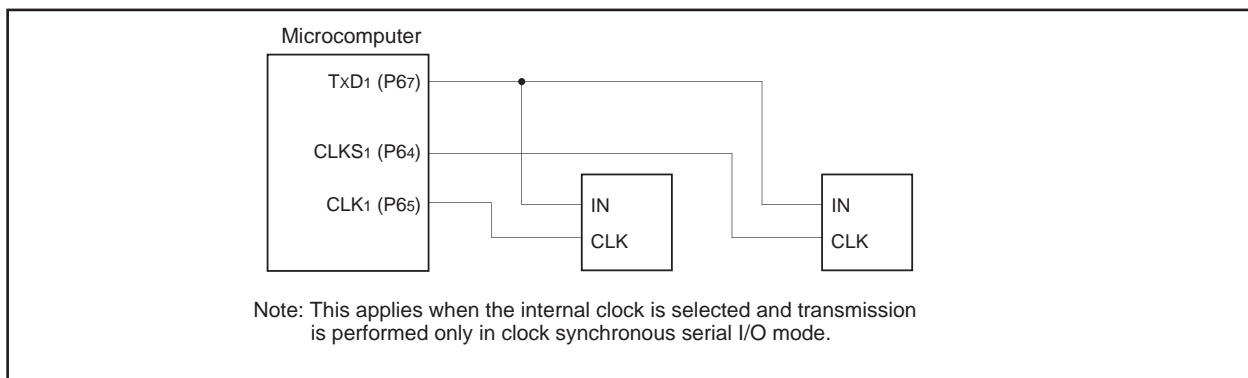 Microcomputer
TxD1 (P67)
CLKS1 (P64)
CLK1 (P65)
IN
CLK
IN
CLK
Note: This applies when the internal clock is selected and transmission
is performed only in clock synchronous serial I/O mode.